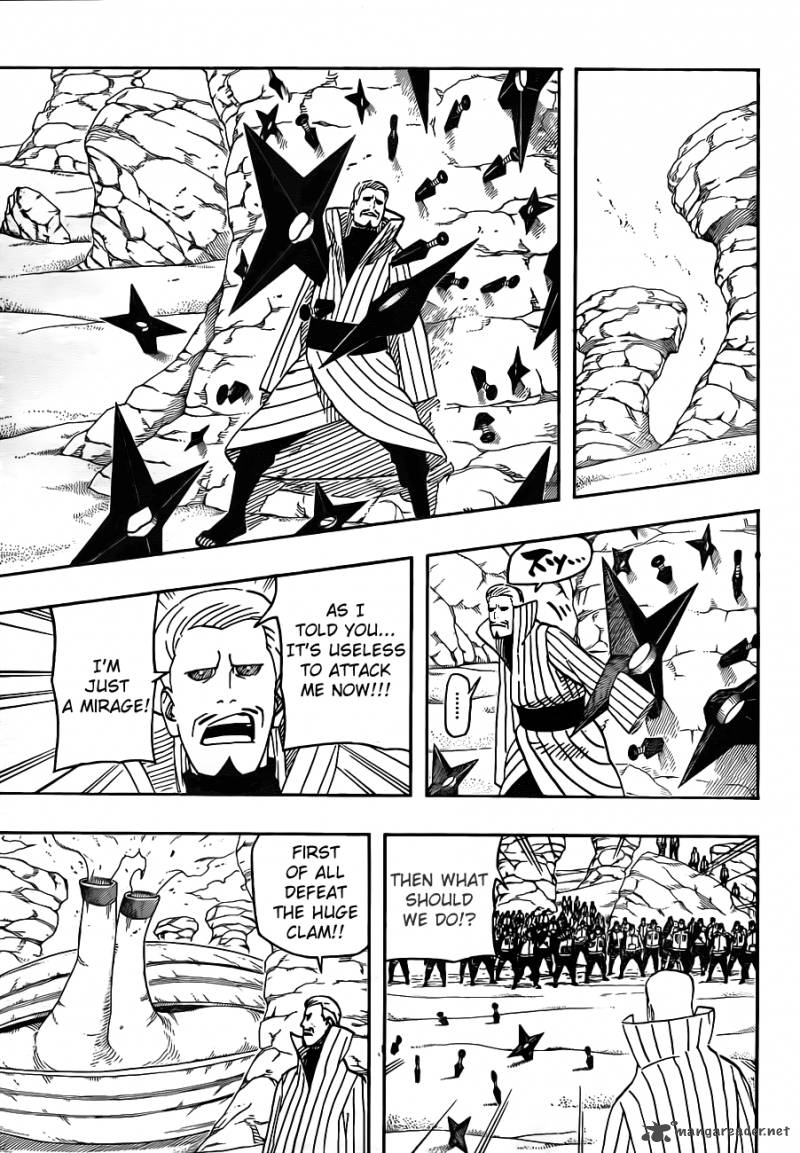 スッ…
………
AS I
TOLD YOU...
IT'S USELESS
TO ATTACK
ME NOW!!!
I'M
JUST
A MIRAGE!
THEN WHAT
SHOULD
WE DO!?
FIRST
OF ALL
DEFEAT
THE HUGE
CLAM!!
mangareader.net